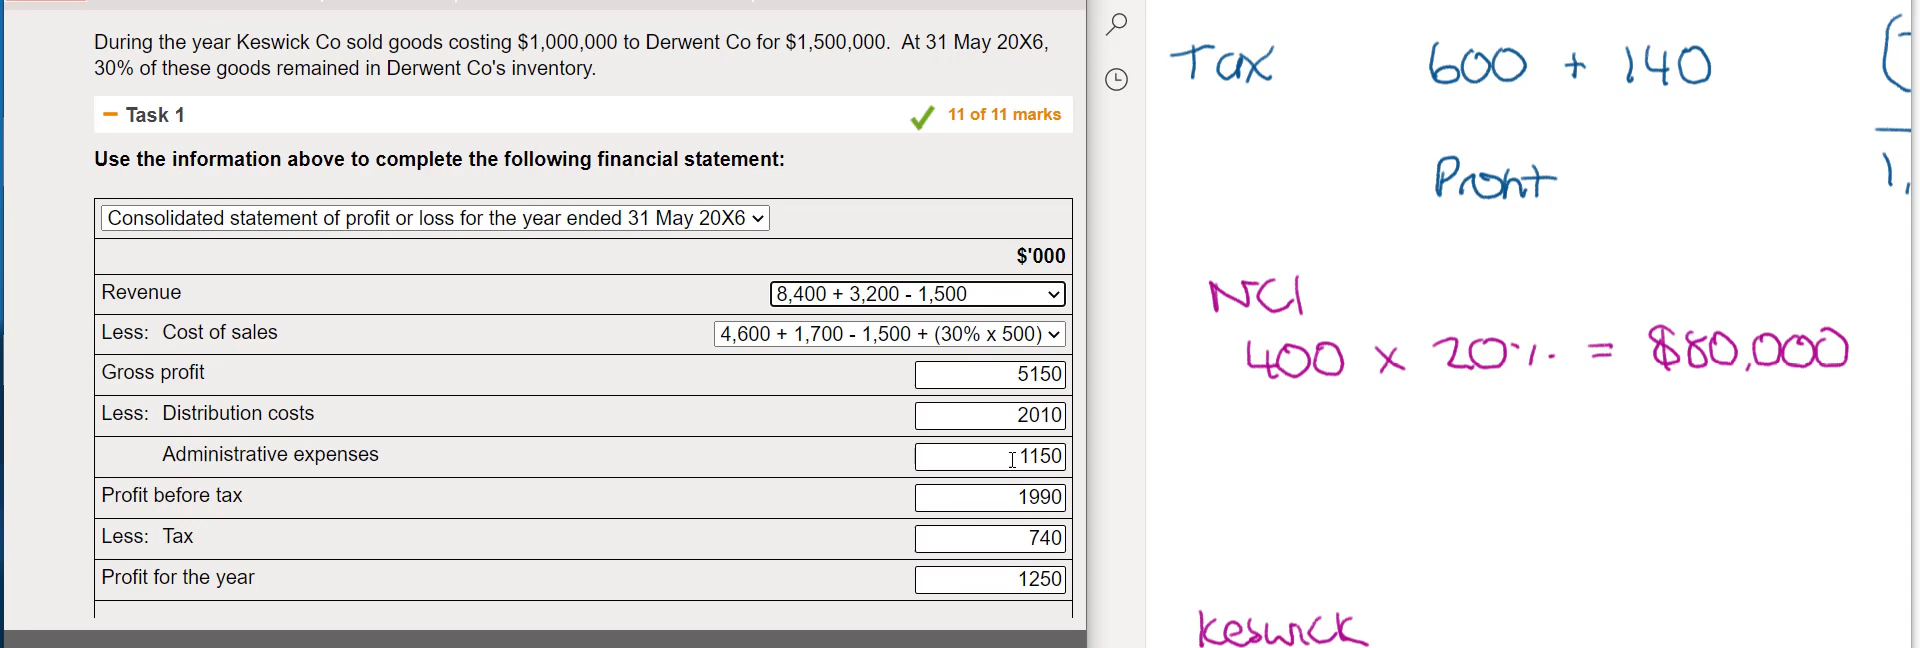 During the year Keswick Co sold goods costing $1,000,000 to Derwent Co for $1,500,000. At 31 May 20X6,
30% of these goods remained in Derwent Co's inventory.
Task 1
11 of 11 marks
Use the information above to complete the following financial statement:
Consolidated statement of profit or loss for the year ended 31 May 20X6
$'000
Revenue 8,400 + 3,200 - 1,500
Less: Cost of sales 4,600 + 1,700 - 1,500 + (30% x 500)
Gross profit 5150
Less: Distribution costs 2010
Administrative expenses 1150
Profit before tax 1990
Less: Tax 740
Profit for the year 1250
Tax 600 + 140
Profit 1,
NCI
400 x 20% = $80,000
Keswick